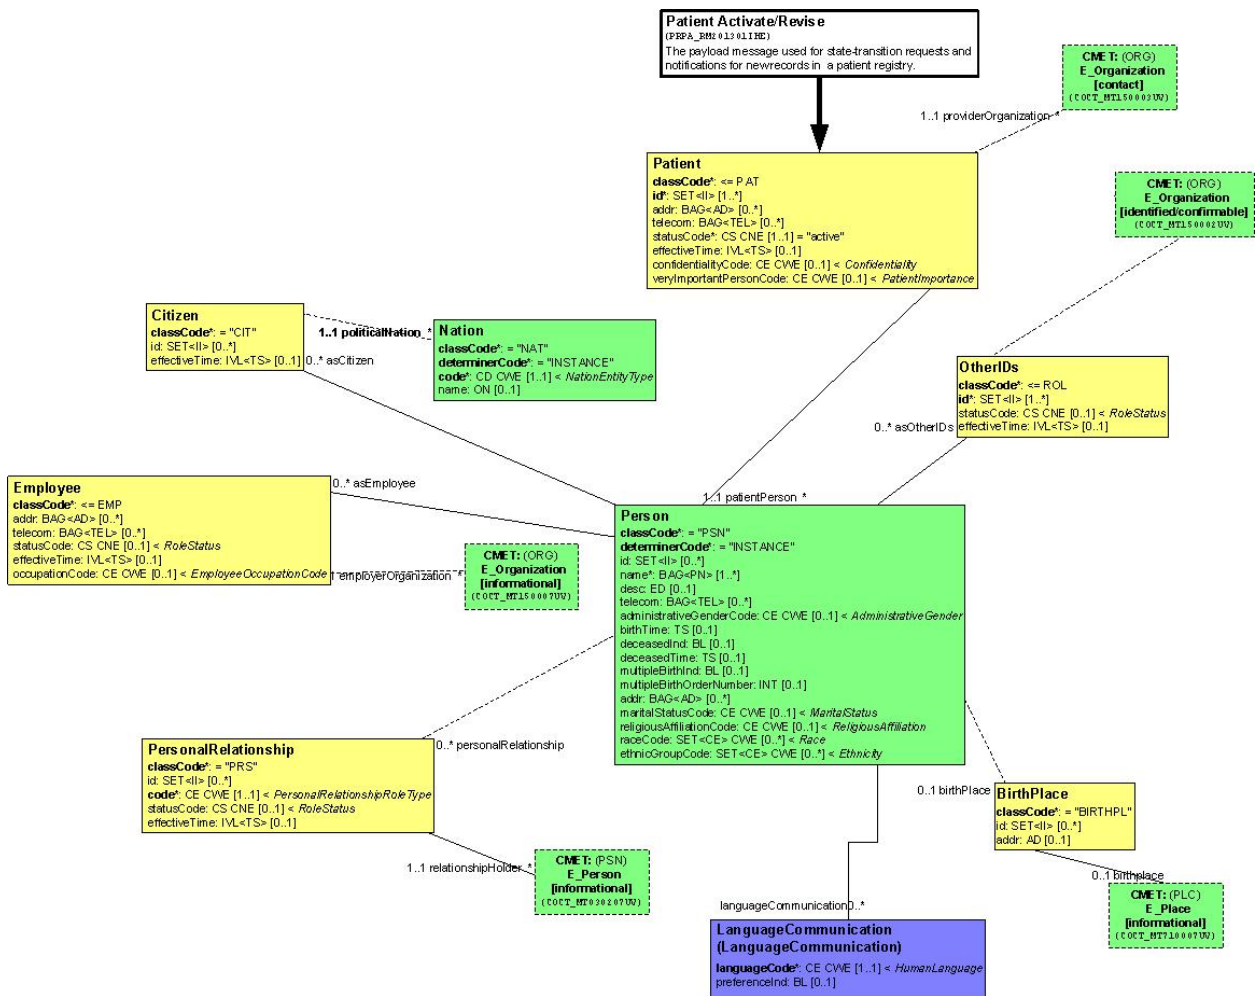 Patient Activate/Revise
(PRPA_RM201301IHE)
The payload message used for state-transition requests and
notifications for newrecords in a patient registry.
CMET: (ORG)
E_Organization
[contact]
(COCT_MT150003UV)
1..1 providerOrganization *
Patient
classCode*: <= PAT
id*: SET<II> [1..*]
addr: BAG<AD> [0..*]
telecom: BAG<TEL> [0..*]
statusCode*: CS CNE [1..1] = "active"
effectiveTime: IVL<TS> [0..1]
confidentialityCode: CE CWE [0..1] < Confidentiality
veryImportantPersonCode: CE CWE [0..1] < PatientImportance
CMET: (ORG)
E_Organization
[identified/confirmable]
(COCT_MT150002UV)
Citizen
classCode*: = "CIT"
id: SET<II> [0..*]
effectiveTime: IVL<TS> [0..1]
0..* asCitizen
1..1 politicalNation *
Nation
classCode*: = "NAT"
determinerCode*: = "INSTANCE"
code*: CD CWE [1..1] < NationEntityType
name: ON [0..1]
OtherIDs
classCode*: <= ROL
id*: SET<II> [1..*]
statusCode: CS CNE [0..1] < RoleStatus
effectiveTime: IVL<TS> [0..1]
0..* asOtherIDs
Employee
classCode*: <= EMP
addr: BAG<AD> [0..*]
telecom: BAG<TEL> [0..*]
statusCode: CS CNE [0..1] < RoleStatus
effectiveTime: IVL<TS> [0..1]
occupationCode: CE CWE [0..1] < EmployeeOccupationCode
0..* asEmployee
employerOrganization *
CMET: (ORG)
E_Organization
[informational]
(COCT_MT150007UV)
1..1 patientPerson *
Person
classCode*: = "PSN"
determinerCode*: = "INSTANCE"
id: SET<II> [0..*]
name*: BAG<PN> [1..*]
desc: ED [0..1]
telecom: BAG<TEL> [0..*]
administrativeGenderCode: CE CWE [0..1] < AdministrativeGender
birthTime: TS [0..1]
deceasedInd: BL [0..1]
deceasedTime: TS [0..1]
multipleBirthInd: BL [0..1]
multipleBirthOrderNumber: INT [0..1]
addr: BAG<AD> [0..*]
maritalStatusCode: CE CWE [0..1] < MaritalStatus
religiousAffiliationCode: CE CWE [0..1] < ReligiousAffiliation
raceCode: SET<CE> CWE [0..*] < Race
ethnicGroupCode: SET<CE> CWE [0..*] < Ethnicity
0..* personalRelationship
PersonalRelationship
classCode*: = "PRS"
id: SET<II> [0..*]
code*: CE CWE [1..1] < PersonalRelationshipRoleType
statusCode: CS CNE [0..1] < RoleStatus
effectiveTime: IVL<TS> [0..1]
1..1 relationshipHolder *
CMET: (PSN)
E_Person
[informational]
(COCT_MT030207UV)
0..1 birthPlace
BirthPlace
classCode*: = "BIRTHPL"
id: SET<II> [0..*]
addr: AD [0..1]
0..1 birthplace
CMET: (PLC)
E_Place
[informational]
(COCT_MT710007UV)
languageCommunication 0..*
LanguageCommunication
(LanguageCommunication)
languageCode*: CE CWE [1..1] < HumanLanguage
preferenceInd: BL [0..1]